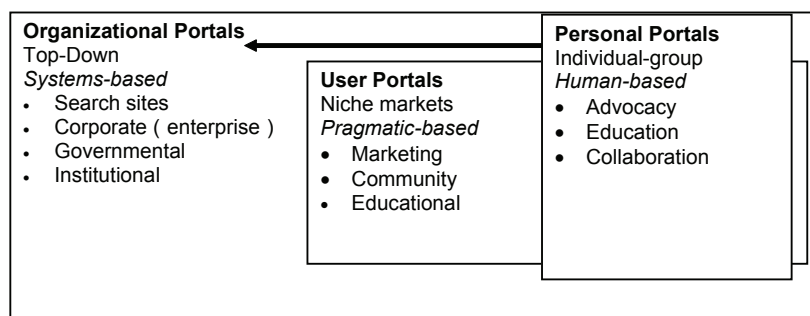 Organizational Portals
Top-Down
Systems-based
• Search sites
• Corporate ( enterprise )
• Governmental
• Institutional
User Portals
Niche markets
Pragmatic-based
• Marketing
• Community
• Educational
Personal Portals
Individual-group
Human-based
• Advocacy
• Education
• Collaboration